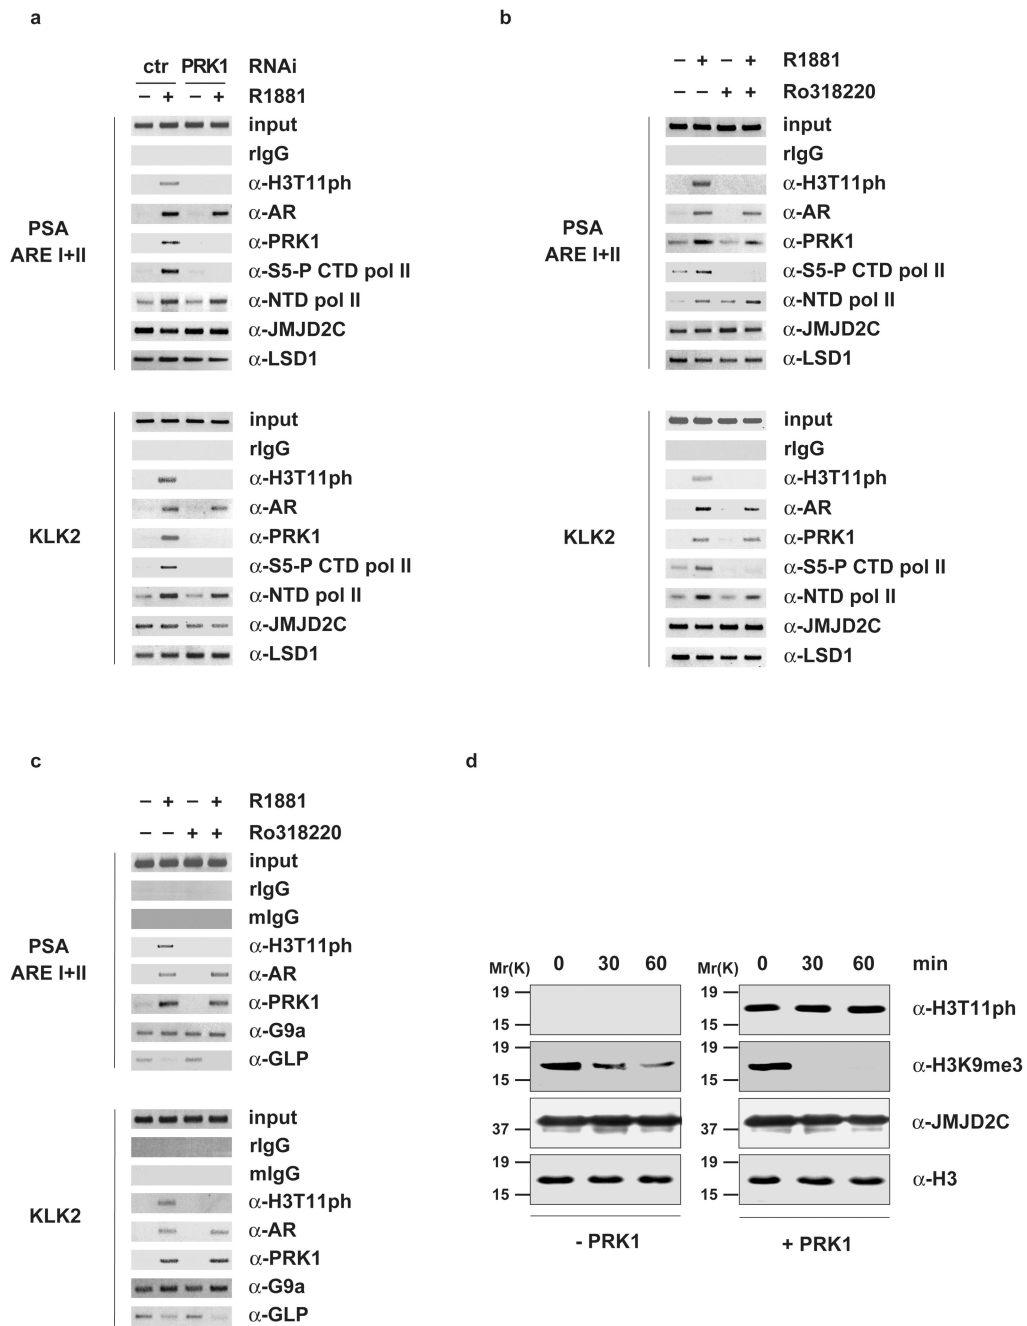 a
ctr PRK1 RNAi
– + – + R1881
input
rIgG
α-H3T11ph
α-AR
α-PRK1
α-S5-P CTD pol II
α-NTD pol II
α-JMJD2C
α-LSD1
PSA
ARE I+II
input
rIgG
α-H3T11ph
α-AR
α-PRK1
α-S5-P CTD pol II
α-NTD pol II
α-JMJD2C
α-LSD1
KLK2
b
– + – + R1881
– – + + Ro318220
input
rIgG
α-H3T11ph
α-AR
α-PRK1
α-S5-P CTD pol II
α-NTD pol II
α-JMJD2C
α-LSD1
PSA
ARE I+II
input
rIgG
α-H3T11ph
α-AR
α-PRK1
α-S5-P CTD pol II
α-NTD pol II
α-JMJD2C
α-LSD1
KLK2
c
– + – + R1881
– – + + Ro318220
input
rIgG
mIgG
α-H3T11ph
α-AR
α-PRK1
α-G9a
α-GLP
PSA
ARE I+II
input
rIgG
mIgG
α-H3T11ph
α-AR
α-PRK1
α-G9a
α-GLP
KLK2
d
Mr(K) 0 30 60 Mr(K) 0 30 60 min
19 19
15 15
α-H3T11ph
19 19
15 15
α-H3K9me3
37 37
α-JMJD2C
19 19
15 15
α-H3
- PRK1 + PRK1